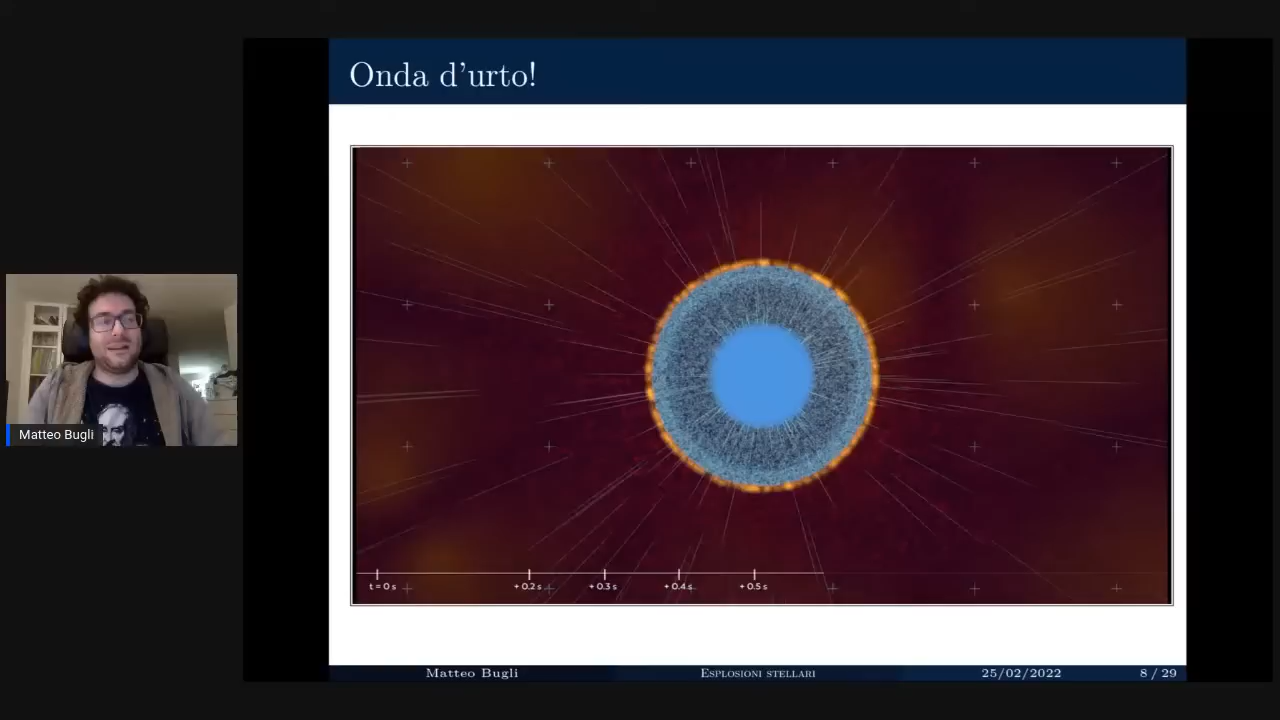 Onda d'urto!
t = 0 s
+ 0.2 s
+ 0.3 s
+ 0.4 s
+ 0.5 s
Matteo Bugli
Matteo Bugli
Esplosioni stellari
25/02/2022
8 / 29